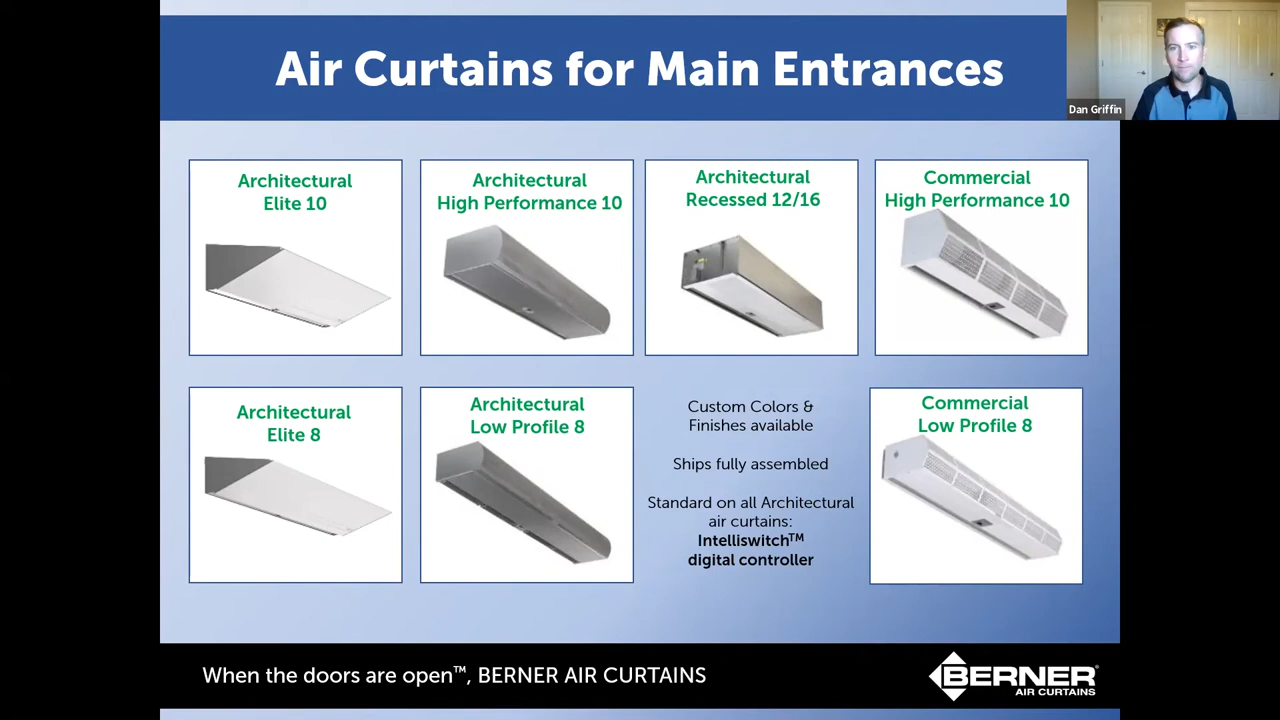 Air Curtains for Main Entrances
Dan Griffin
Architectural
Elite 10
Architectural
High Performance 10
Architectural
Recessed 12/16
Commercial
High Performance 10
Architectural
Elite 8
Architectural
Low Profile 8
Custom Colors &
Finishes available
Ships fully assembled
Standard on all Architectural
air curtains:
Intelliswitch™
digital controller
Commercial
Low Profile 8
When the doors are open™, BERNER AIR CURTAINS
BERNER®
AIR CURTAINS